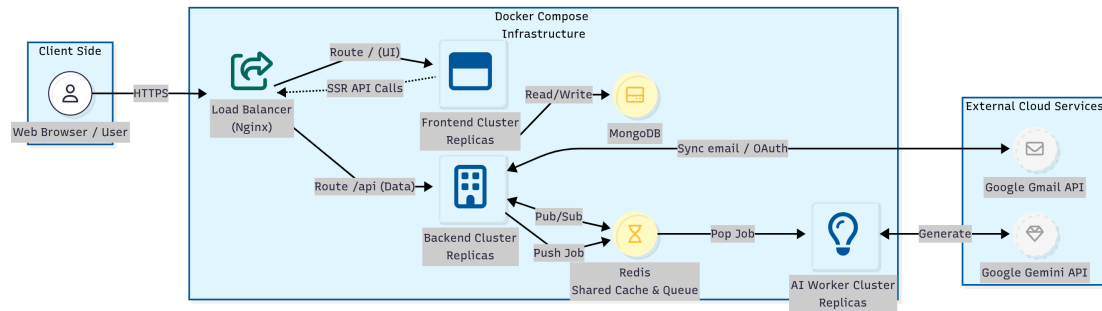 Docker Compose
Infrastructure
Client Side
Web Browser / User
HTTPS
Load Balancer
(Nginx)
Route / (UI)
SSR API Calls
Route /api (Data)
Frontend Cluster
Replicas
Read/Write
MongoDB
Backend Cluster
Replicas
Sync email / OAuth
Pub/Sub
Push Job
Redis
Shared Cache & Queue
Pop Job
AI Worker Cluster
Replicas
Generate
External Cloud Services
Google Gmail API
Google Gemini API